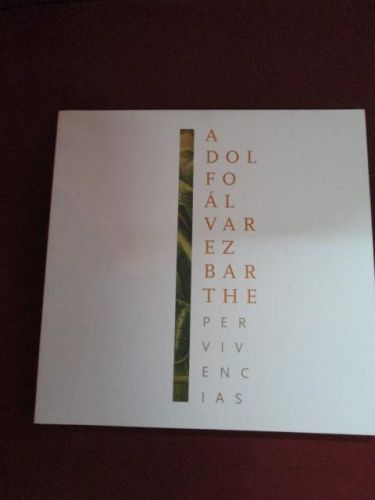 A
DOL
FO
ÁL
VAR
EZ
BAR
THE
PER
VIV
ENC
IAS